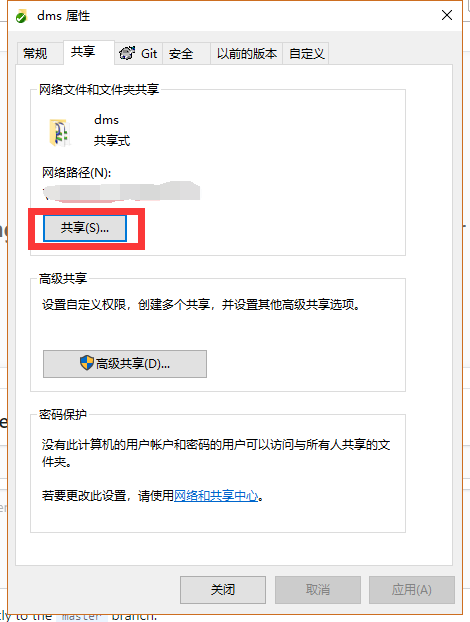 dms 属性
常规 共享 Git 安全 以前的版本 自定义
网络文件和文件夹共享
dms
共享式
网络路径(N):
共享(S)...
高级共享
设置自定义权限，创建多个共享，并设置其他高级共享选项。
高级共享(D)...
密码保护
没有此计算机的用户帐户和密码的用户可以访问与所有人共享的文
件夹。
若要更改此设置，请使用网络和共享中心。
关闭 取消 应用(A)
tly to the master branch.